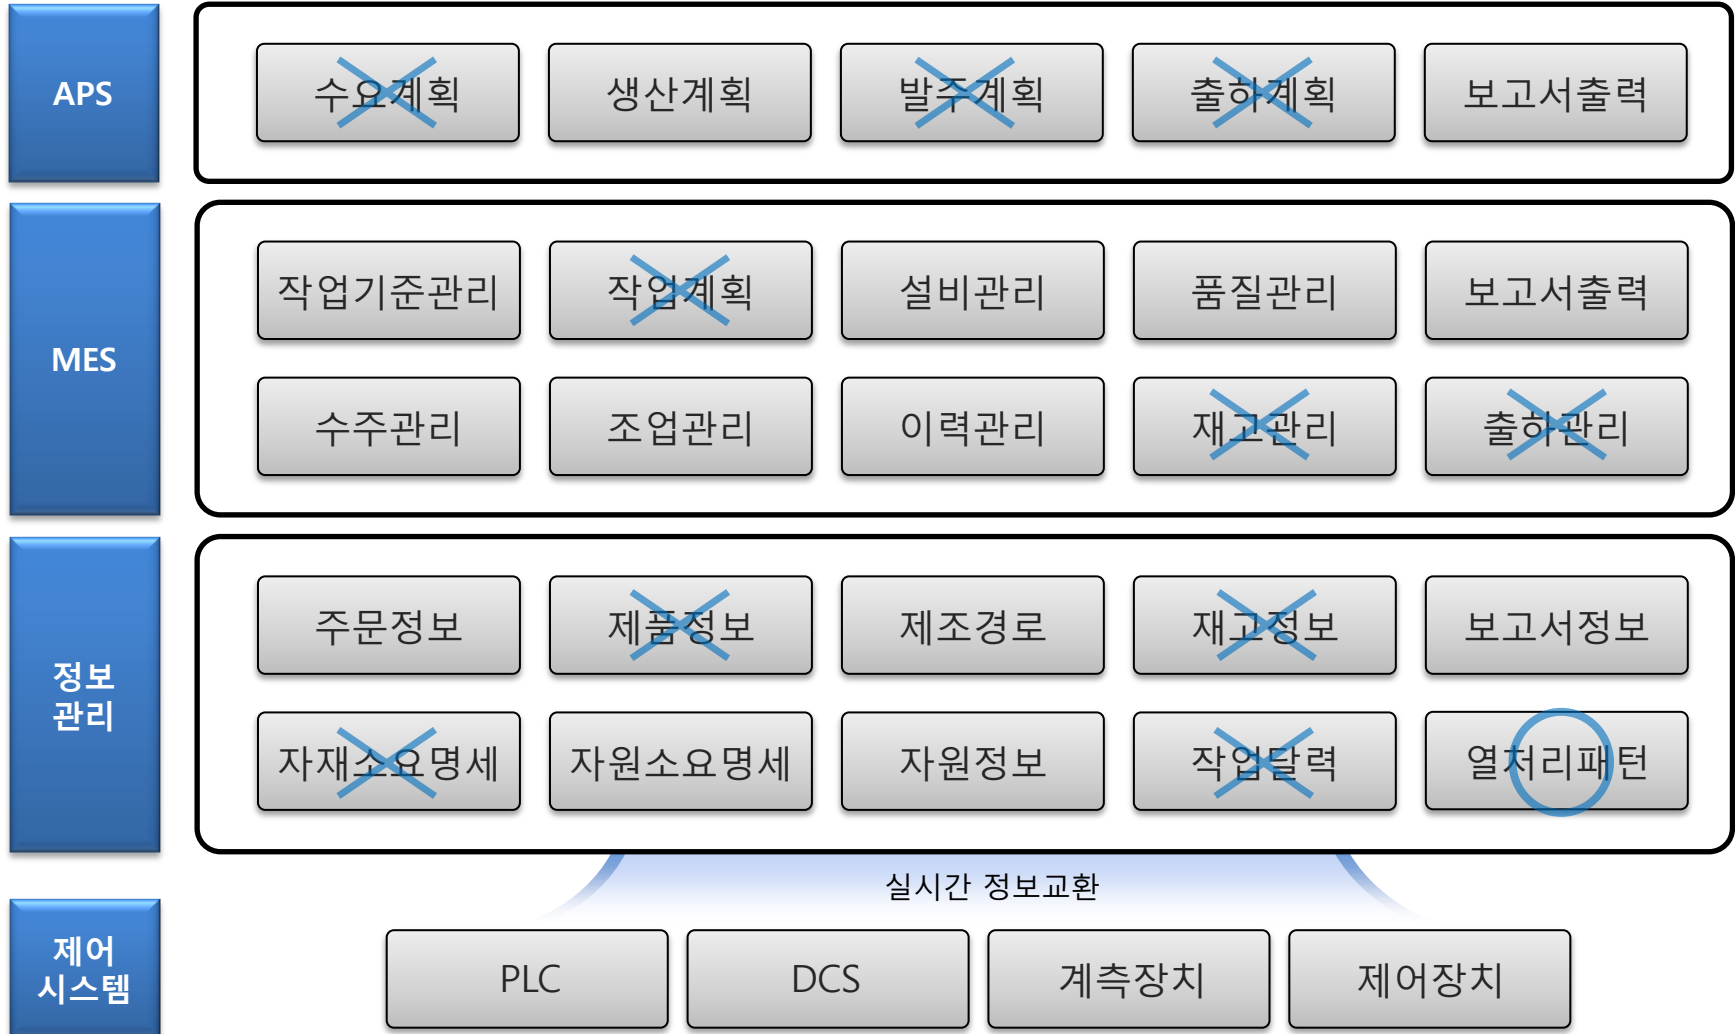 APS
수요계획
생산계획
발주계획
출하계획
보고서출력
MES
작업기준관리
작업계획
설비관리
품질관리
보고서출력
수주관리
조업관리
이력관리
재고관리
출하관리
정보
관리
주문정보
제품정보
제조경로
재고정보
보고서정보
자재소요명세
자원소요명세
자원정보
작업달력
열처리패턴
실시간 정보교환
제어
시스템
PLC
DCS
계측장치
제어장치